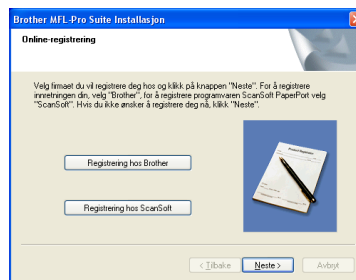 Brother MFL-Pro Suite Installasjon
Online-registrering
Velg firmaet du vil registrere deg hos og klikk på knappen "Neste". For å registrere
innretningen din, velg "Brother", for å registrere programvaren ScanSoft PaperPort velg
"ScanSoft". Hvis du ikke ønsker å registrere deg nå, klikk "Neste".
Registrering hos Brother
Registrering hos ScanSoft
< Tilbake Neste > Avbryt